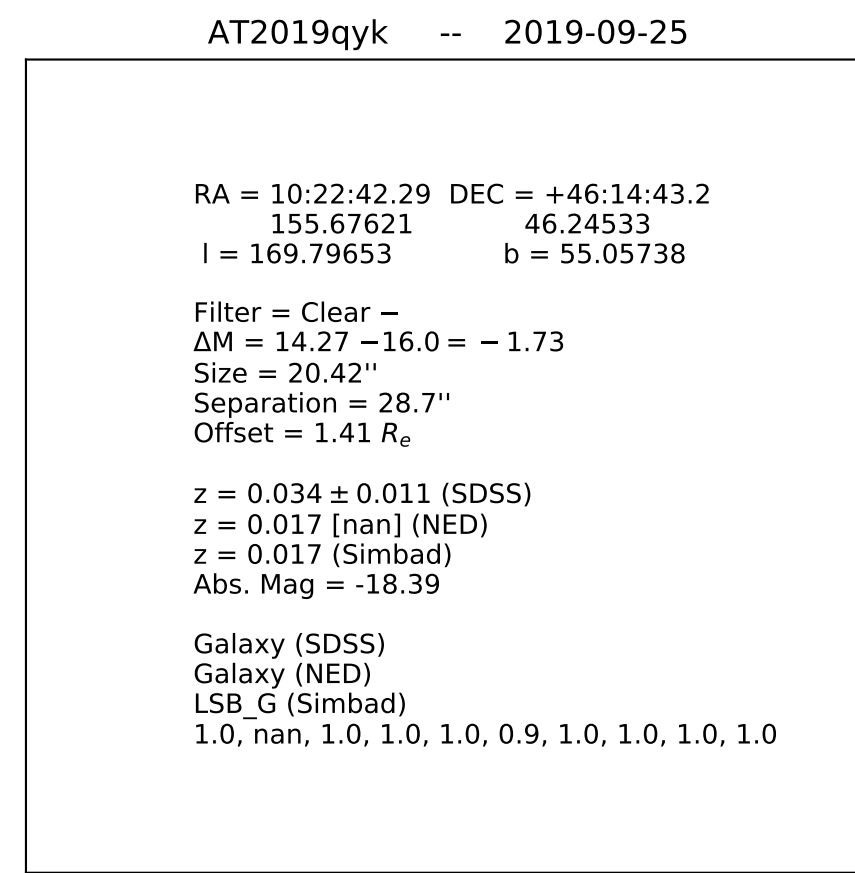 AT2019qyk -- 2019-09-25
RA = 10:22:42.29 DEC = +46:14:43.2
155.67621 46.24533
l = 169.79653 b = 55.05738
Filter = Clear −
ΔM = 14.27 −16.0 = − 1.73
Size = 20.42''
Separation = 28.7''
Offset = 1.41 Re
z = 0.034 ± 0.011 (SDSS)
z = 0.017 [nan] (NED)
z = 0.017 (Simbad)
Abs. Mag = -18.39
Galaxy (SDSS)
Galaxy (NED)
LSB_G (Simbad)
1.0, nan, 1.0, 1.0, 1.0, 0.9, 1.0, 1.0, 1.0, 1.0